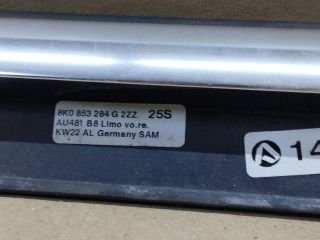 8K0 853 284 G 2ZZ 25S
AU481 B8 Limo vo.re.
KW22 AL Germany SAM
14